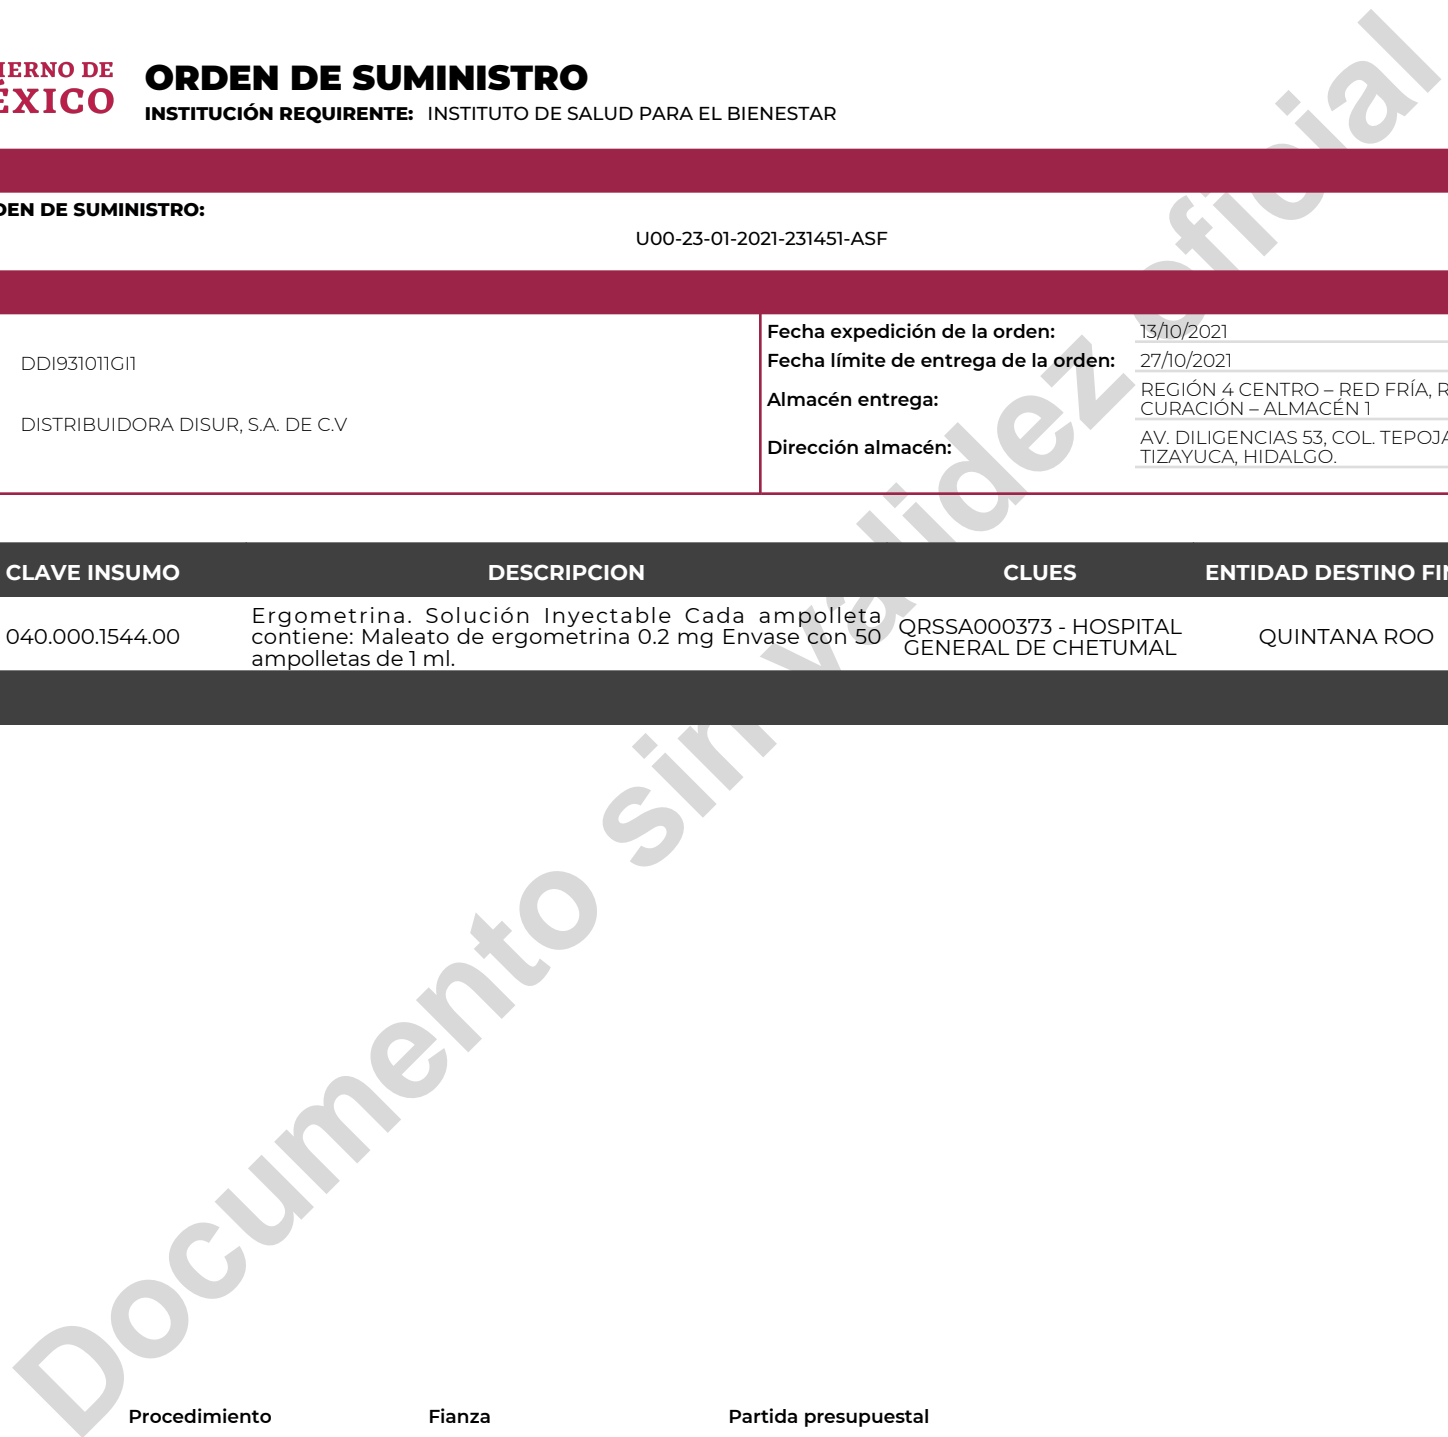 IERNO DE
ÉXICO
ORDEN DE SUMINISTRO
INSTITUCIÓN REQUIRENTE: INSTITUTO DE SALUD PARA EL BIENESTAR
DEN DE SUMINISTRO:
U00-23-01-2021-231451-ASF
DDI931011GI1
DISTRIBUIDORA DISUR, S.A. DE C.V
Fecha expedición de la orden: 13/10/2021
Fecha límite de entrega de la orden: 27/10/2021
Almacén entrega: REGIÓN 4 CENTRO – RED FRÍA, R
CURACIÓN – ALMACÉN 1
Dirección almacén: AV. DILIGENCIAS 53, COL. TEPOJA
TIZAYUCA, HIDALGO.
CLAVE INSUMO DESCRIPCION CLUES ENTIDAD DESTINO FIN
040.000.1544.00
Ergometrina. Solución Inyectable Cada ampolleta
contiene: Maleato de ergometrina 0.2 mg Envase con 50
ampolletas de 1 ml.
QRSSA000373 - HOSPITAL
GENERAL DE CHETUMAL
QUINTANA ROO
Documento sin validez oficial
Procedimiento Fianza Partida presupuestal